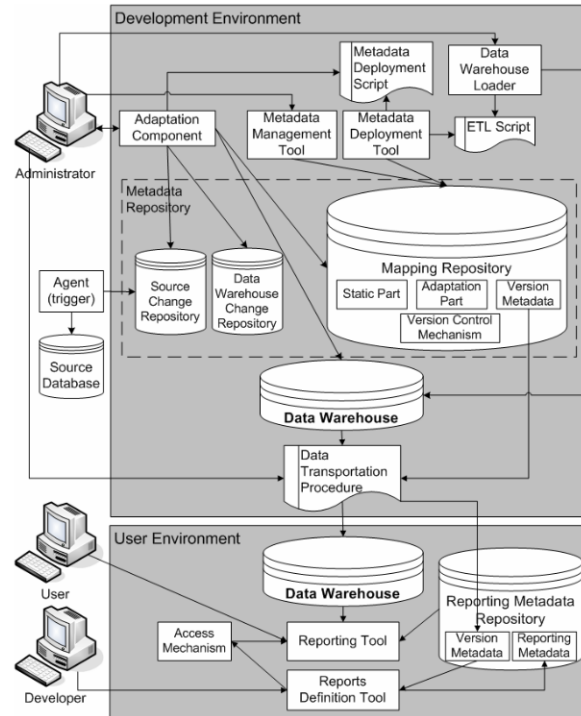 Development Environment
Metadata
Deployment
Script
Data
Warehouse
Loader
Administrator
Adaptation
Component
Metadata
Management
Tool
Metadata
Deployment
Tool
ETL Script
Metadata
Repository
Agent
(trigger)
Source
Change
Repository
Data
Warehouse
Change
Repository
Mapping Repository
Static Part
Adaptation
Part
Version
Metadata
Version Control
Mechanism
Source
Database
Data Warehouse
Data
Transportation
Procedure
User Environment
User
Data Warehouse
Reporting Metadata
Repository
Access
Mechanism
Reporting Tool
Version
Metadata
Reporting
Metadata
Reports
Definition Tool
Developer